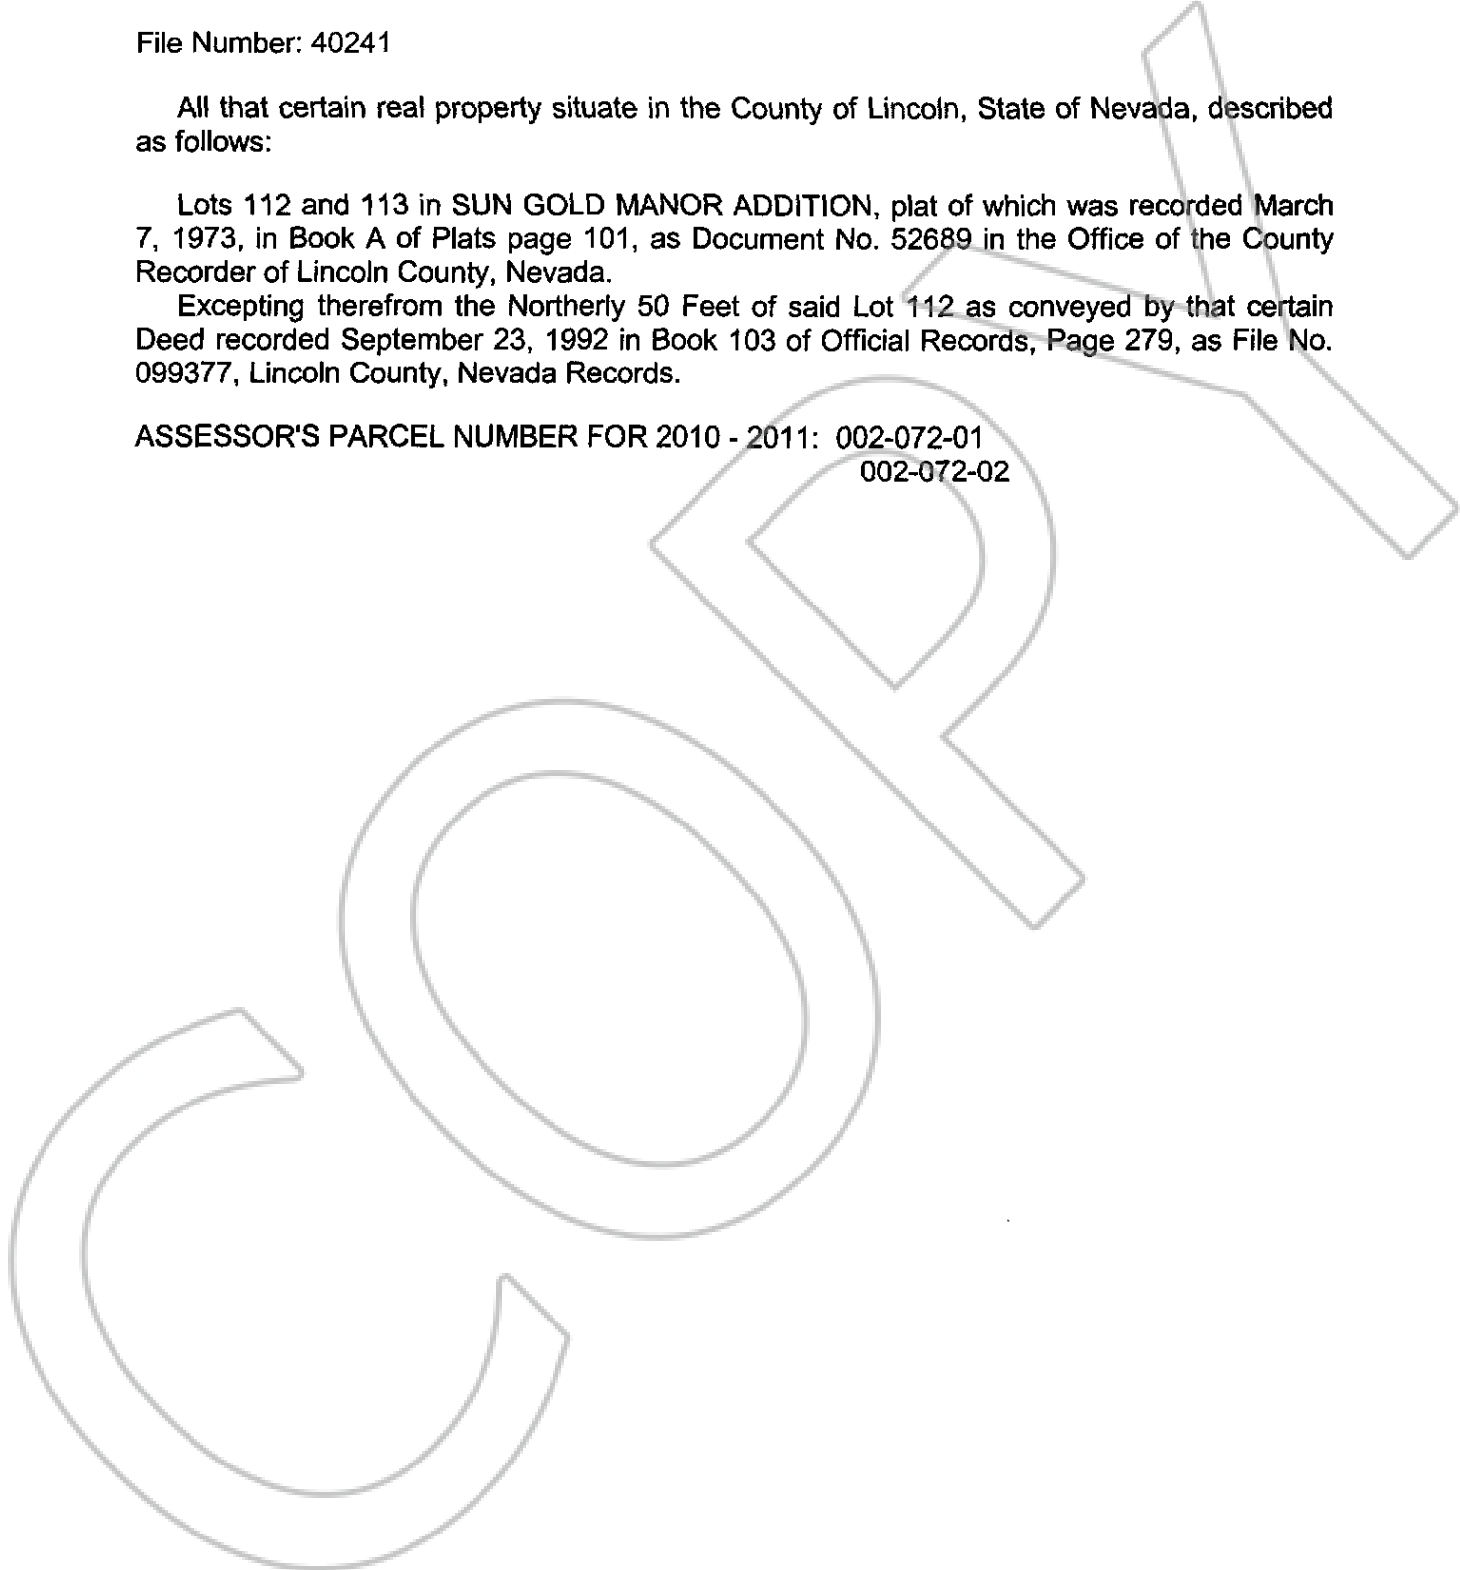 File Number: 40241
All that certain real property situate in the County of Lincoln, State of Nevada, described
as follows:
Lots 112 and 113 in SUN GOLD MANOR ADDITION, plat of which was recorded March
7, 1973, in Book A of Plats page 101, as Document No. 52689 in the Office of the County
Recorder of Lincoln County, Nevada.
Excepting therefrom the Northerly 50 Feet of said Lot 112 as conveyed by that certain
Deed recorded September 23, 1992 in Book 103 of Official Records, Page 279, as File No.
099377, Lincoln County, Nevada Records.
ASSESSOR'S PARCEL NUMBER FOR 2010 - 2011: 002-072-01
002-072-02
COPY